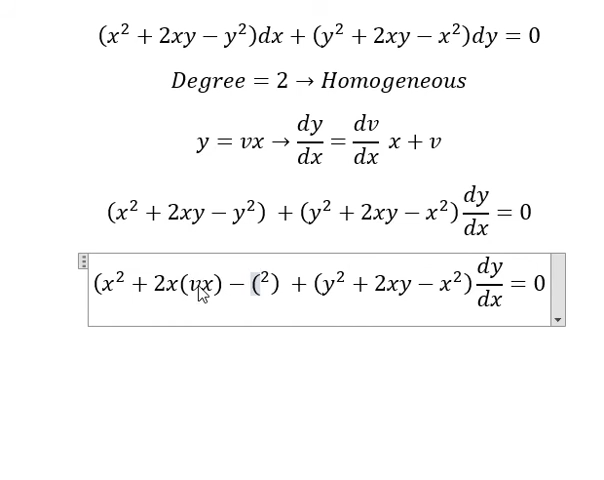 (x² + 2xy − y²)dx + (y² + 2xy − x²)dy = 0
Degree = 2 → Homogeneous
y = vx → dy/dx = dv/dx x + v
(x² + 2xy − y²) + (y² + 2xy − x²) dy/dx = 0
(x² + 2x(vx) − (²) + (y² + 2xy − x²) dy/dx = 0